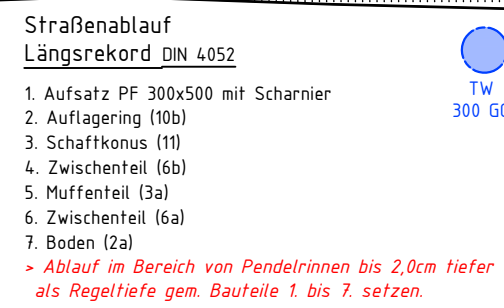 Straßenablauf
Längsrekord DIN 4052
1. Aufsatz PF 300x500 mit Scharnier
2. Auflagering (10b)
3. Schaftkonus (11)
4. Zwischenteil (6b)
5. Muffenteil (3a)
6. Zwischenteil (6a)
7. Boden (2a)
> Ablauf im Bereich von Pendelrinnen bis 2,0cm tiefer
als Regeltiefe gem. Bauteile 1. bis 7. setzen.
TW
300